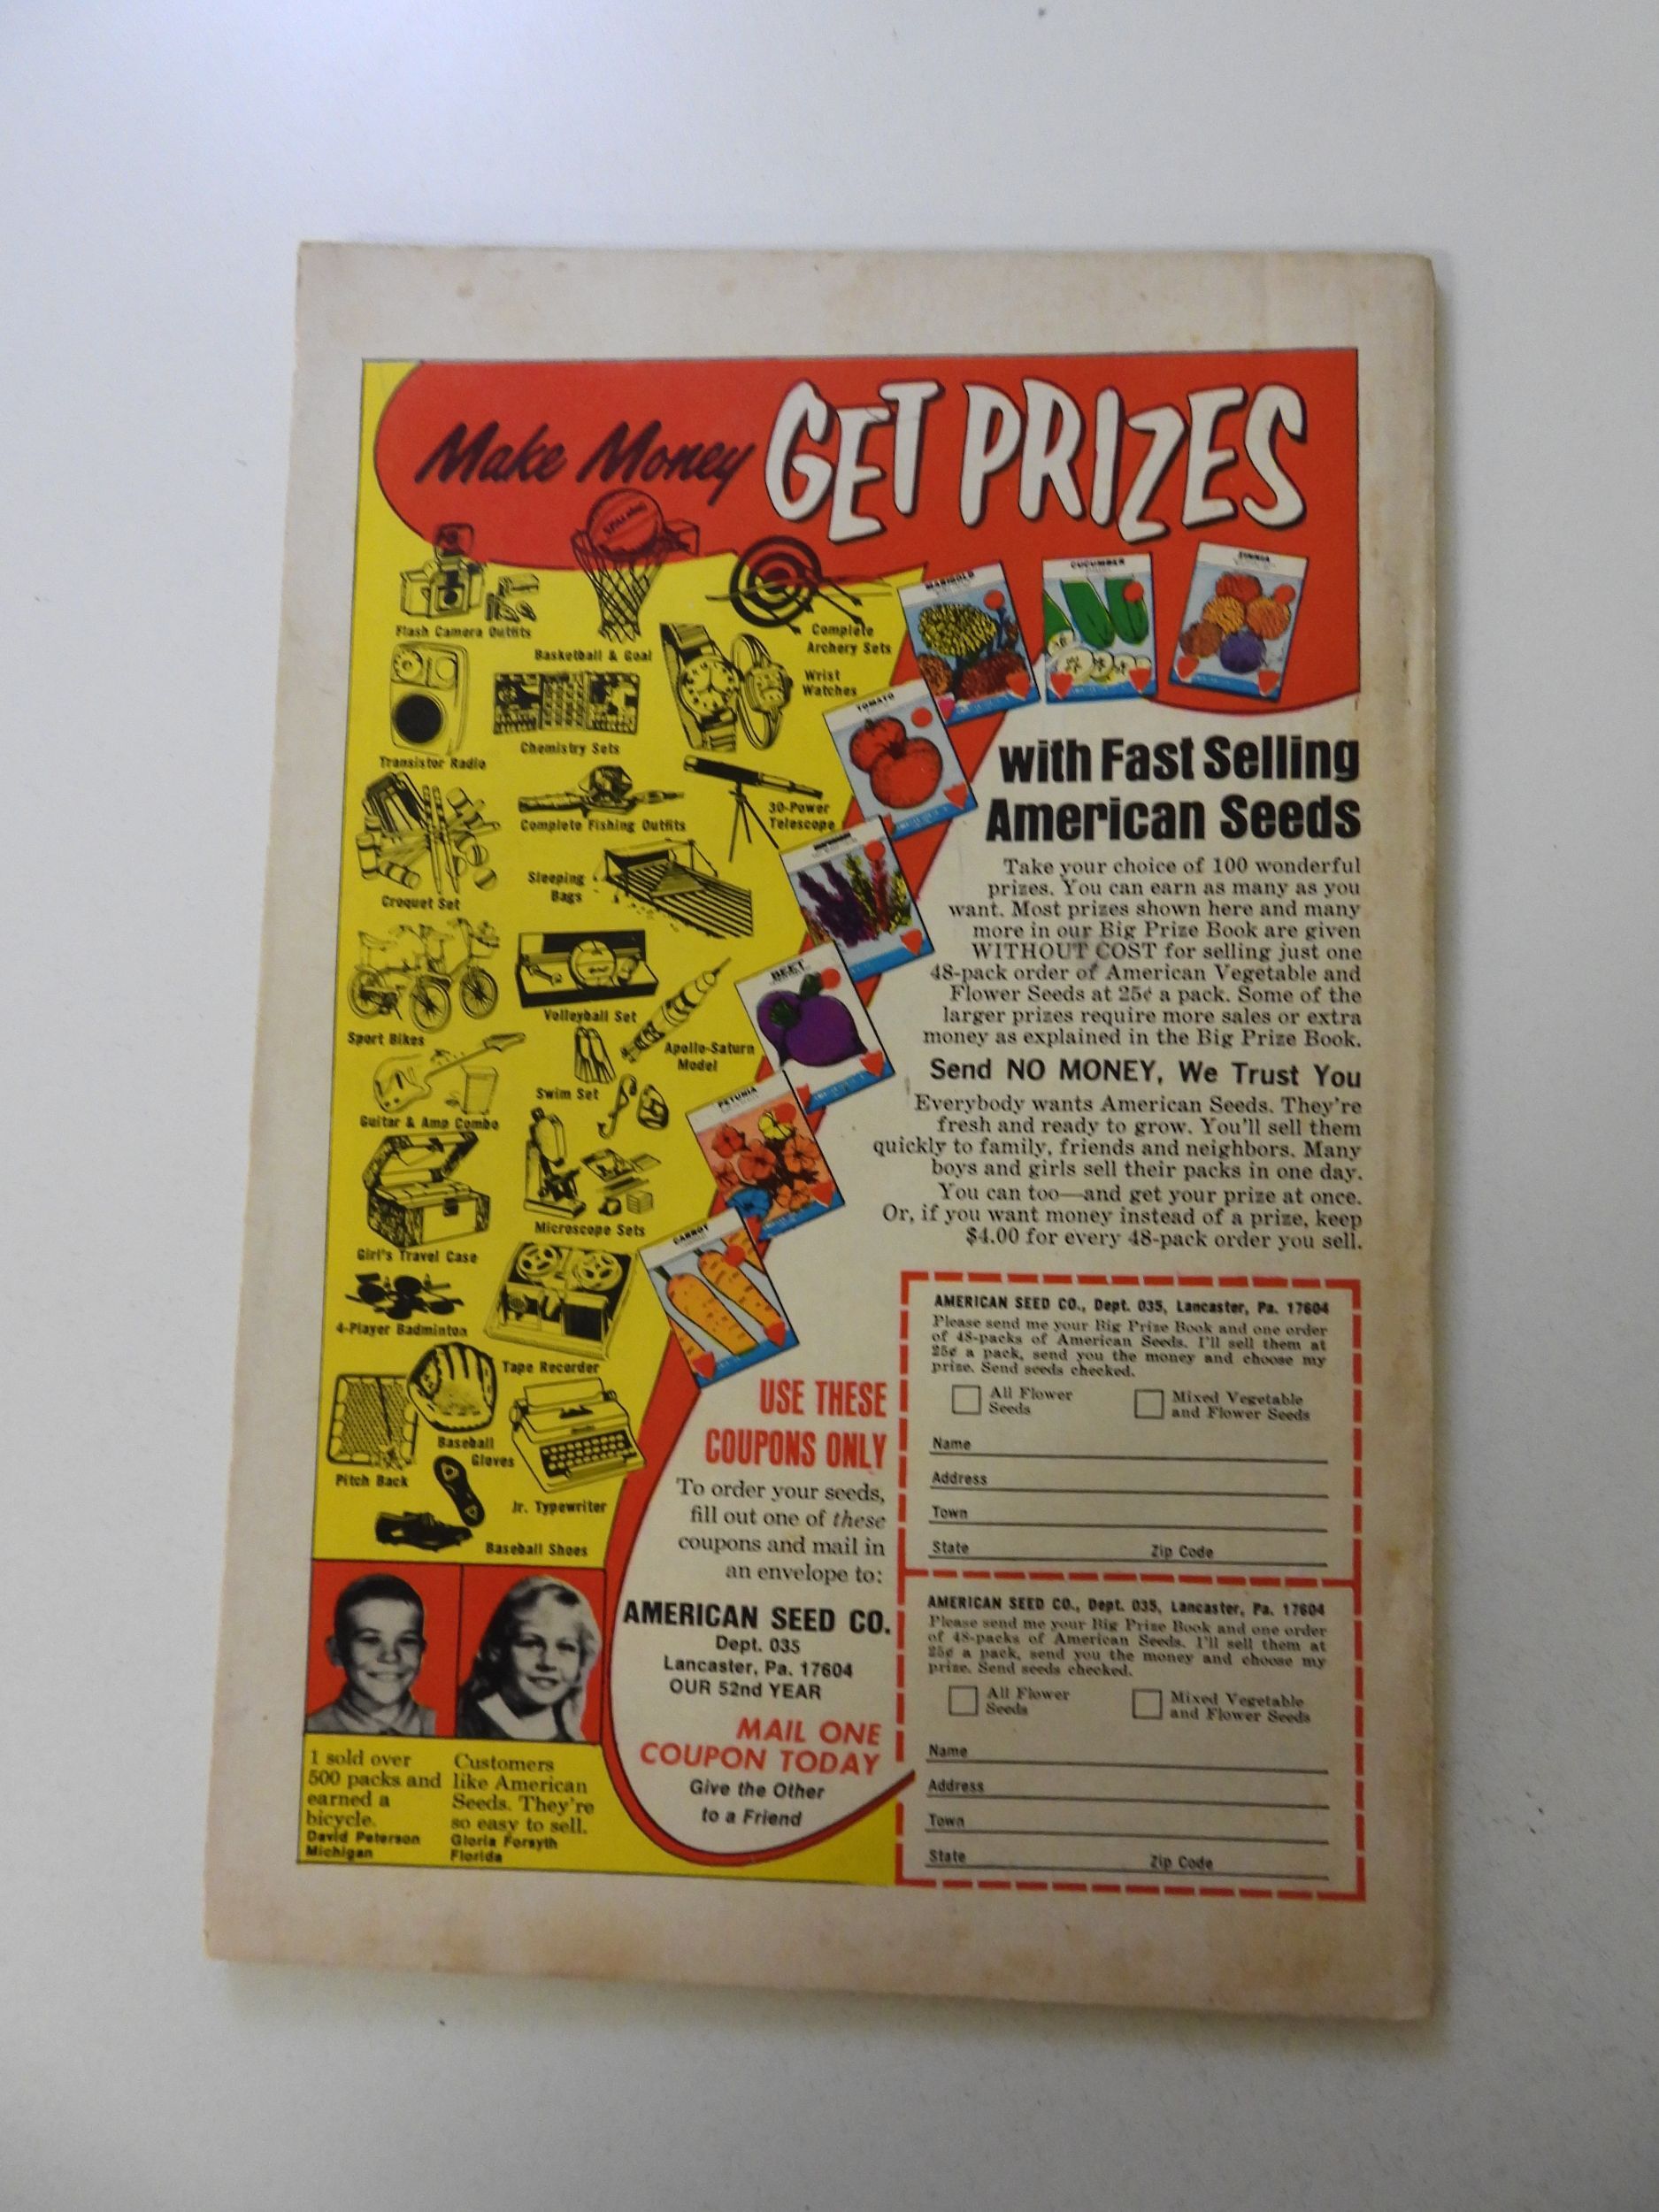 Make Money GET PRIZES
SPALDING
Flash Camera Outfits
Basketball & Goal
Complete
Archery Sets
Wrist
Watches
Transistor Radio
Chemistry Sets
Complete Fishing Outfits
30-Power
Telescope
Croquet Set
Sleeping
Bags
Sport Bikes
Volleyball Set
Apollo-Saturn
Model
Swim Set
Guitar & Amp Combo
Girl's Travel Case
Microscope Sets
4-Player Badminton
Tape Recorder
Pitch Back
Baseball
Gloves
Jr. Typewriter
Baseball Shoes
MARIGOLD
CUCUMBER
ZINNIA
TOMATO
BEET
PETUNIA
CARROT
with Fast Selling
American Seeds
Take your choice of 100 wonderful
prizes. You can earn as many as you
want. Most prizes shown here and many
more in our Big Prize Book are given
WITHOUT COST for selling just one
48-pack order of American Vegetable and
Flower Seeds at 25¢ a pack. Some of the
larger prizes require more sales or extra
money as explained in the Big Prize Book.
Send NO MONEY, We Trust You
Everybody wants American Seeds. They're
fresh and ready to grow. You'll sell them
quickly to family, friends and neighbors. Many
boys and girls sell their packs in one day.
You can too—and get your prize at once.
Or, if you want money instead of a prize, keep
$4.00 for every 48-pack order you sell.
USE THESE
COUPONS ONLY
To order your seeds,
fill out one of these
coupons and mail in
an envelope to:
AMERICAN SEED CO.
Dept. 035
Lancaster, Pa. 17604
OUR 52nd YEAR
MAIL ONE
COUPON TODAY
Give the Other
to a Friend
I sold over
500 packs and
earned a
bicycle.
David Peterson
Michigan
Customers
like American
Seeds. They're
so easy to sell.
Gloria Forsyth
Florida
AMERICAN SEED CO., Dept. 035, Lancaster, Pa. 17604
Please send me your Big Prize Book and one order
of 48-packs of American Seeds. I'll sell them at
25¢ a pack, send you the money and choose my
prize. Send seeds checked.
All Flower
Seeds
Mixed Vegetable
and Flower Seeds
Name
Address
Town
State Zip Code
AMERICAN SEED CO., Dept. 035, Lancaster, Pa. 17604
Please send me your Big Prize Book and one order
of 48-packs of American Seeds. I'll sell them at
25¢ a pack, send you the money and choose my
prize. Send seeds checked.
All Flower
Seeds
Mixed Vegetable
and Flower Seeds
Name
Address
Town
State Zip Code